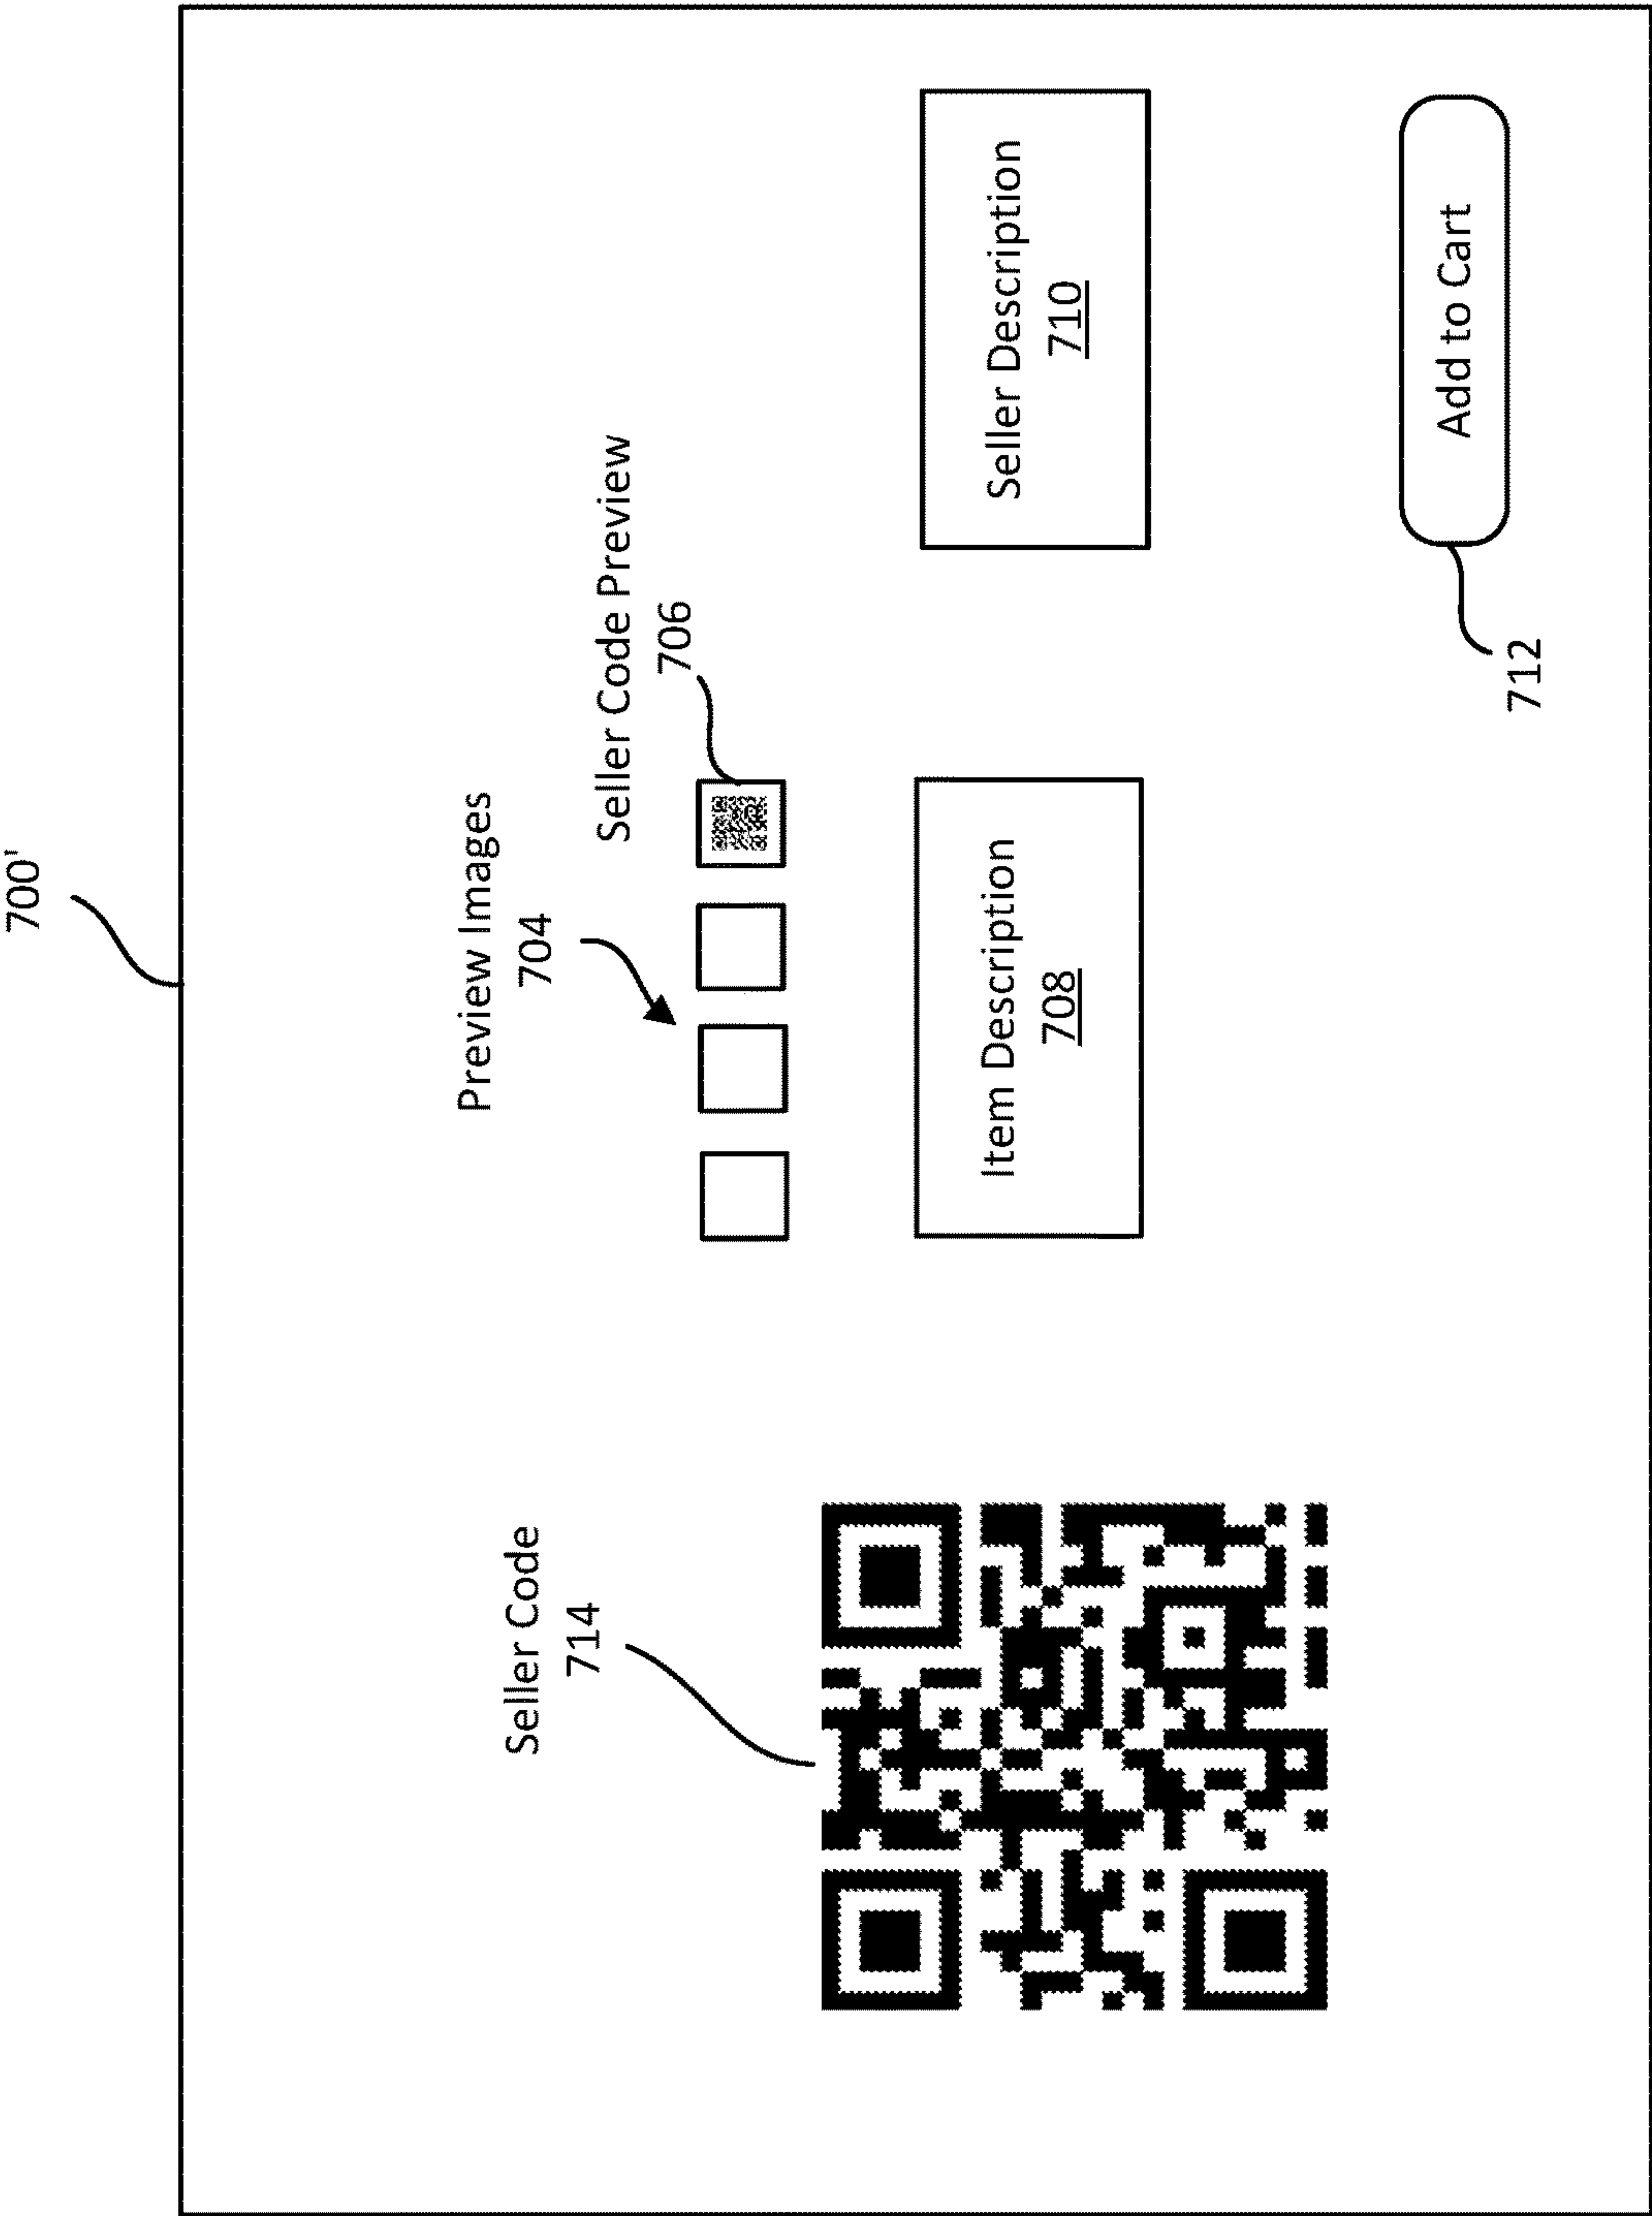 700'
Preview Images
704
Seller Code Preview
706
Seller Code
714
Item Description
708
Seller Description
710
Add to Cart
712